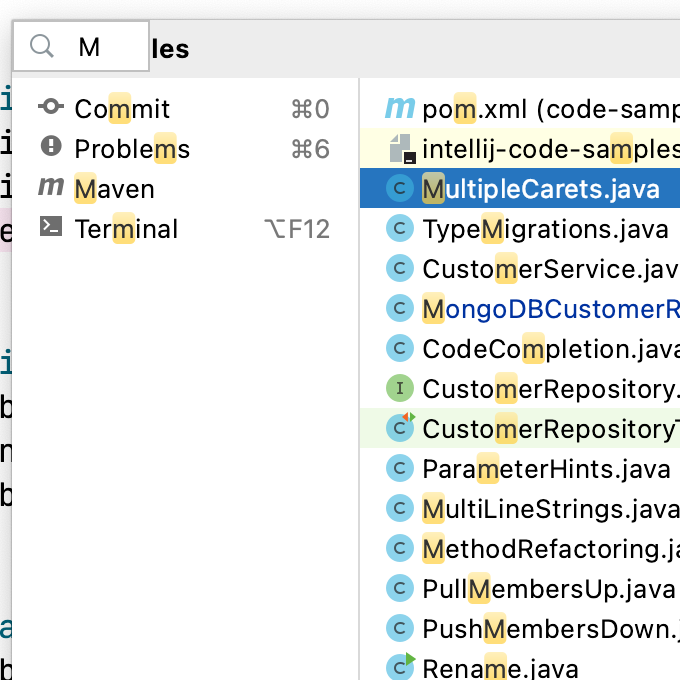 M
les
Commit ⌘0
Problems ⌘6
Maven
Terminal ⌥F12
pom.xml (code-samp
intellij-code-samples
MultipleCarets.java
TypeMigrations.java
CustomerService.jav
MongoDBCustomerR
CodeCompletion.java
CustomerRepository.
CustomerRepositoryT
ParameterHints.java
MultiLineStrings.java
MethodRefactoring.ja
PullMembersUp.java
PushMembersDown.j
Rename.java